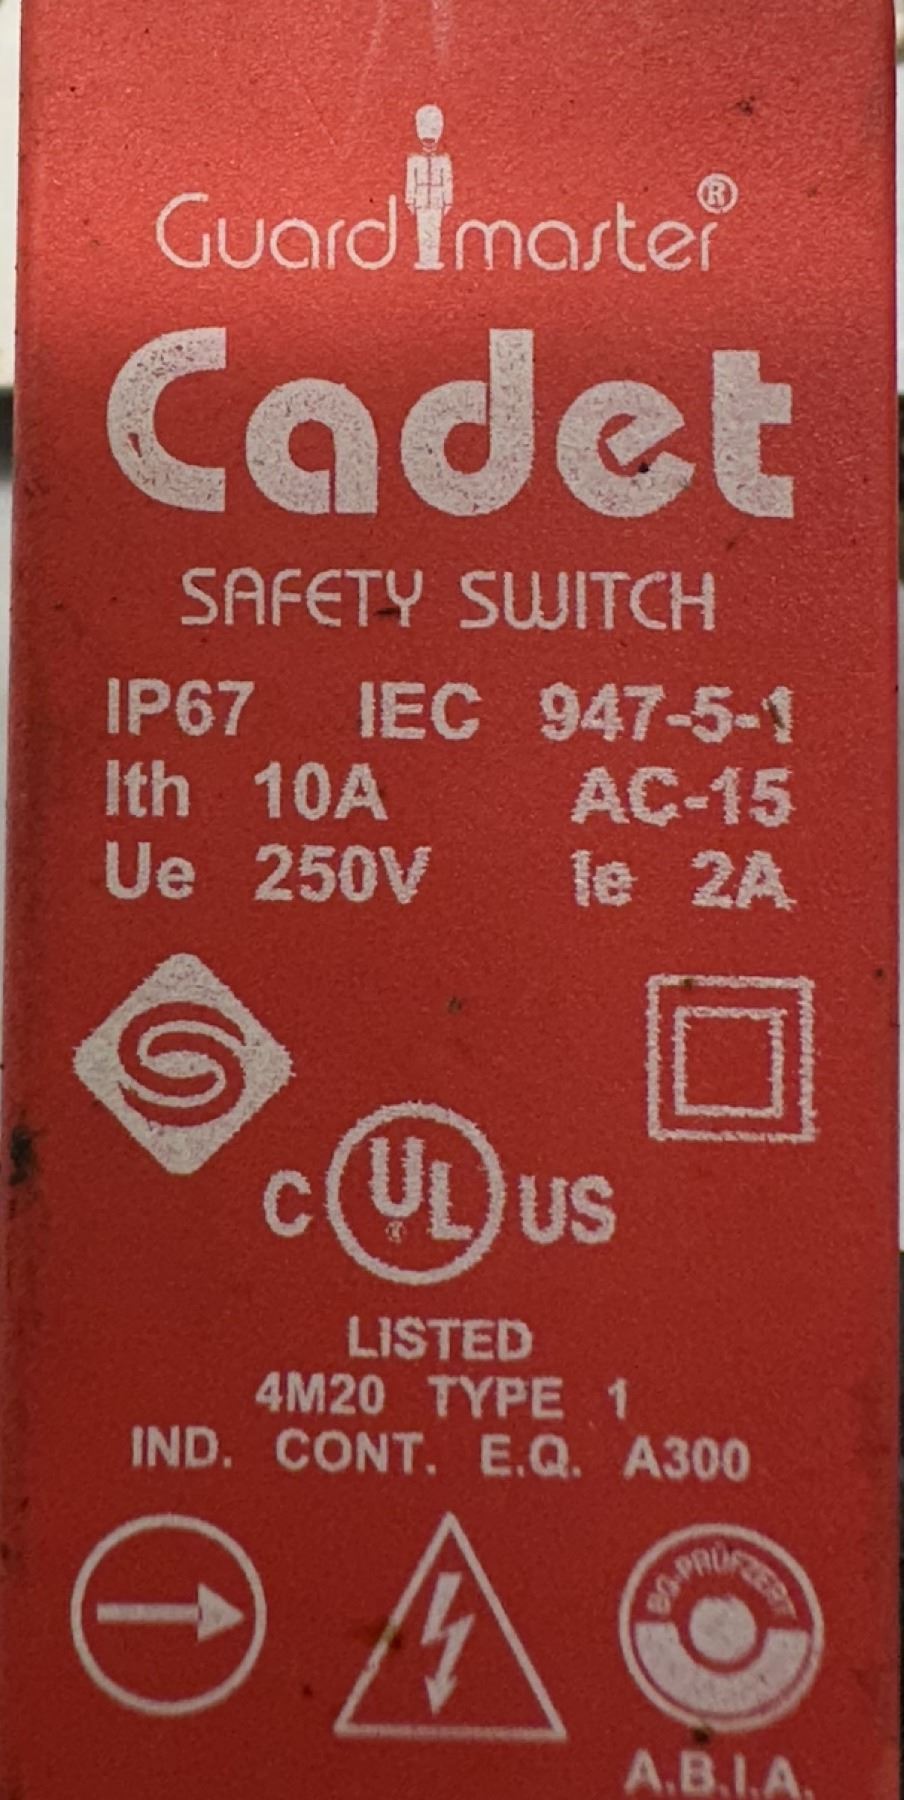 Guardmaster®
Cadet
SAFETY SWITCH
IP67 IEC 947-5-1
Ith 10A AC-15
Ue 250V Ie 2A
C UL® US
LISTED
4M20 TYPE 1
IND. CONT. E.Q. A300
BG-PRÜFZERT
A.B.I.A.